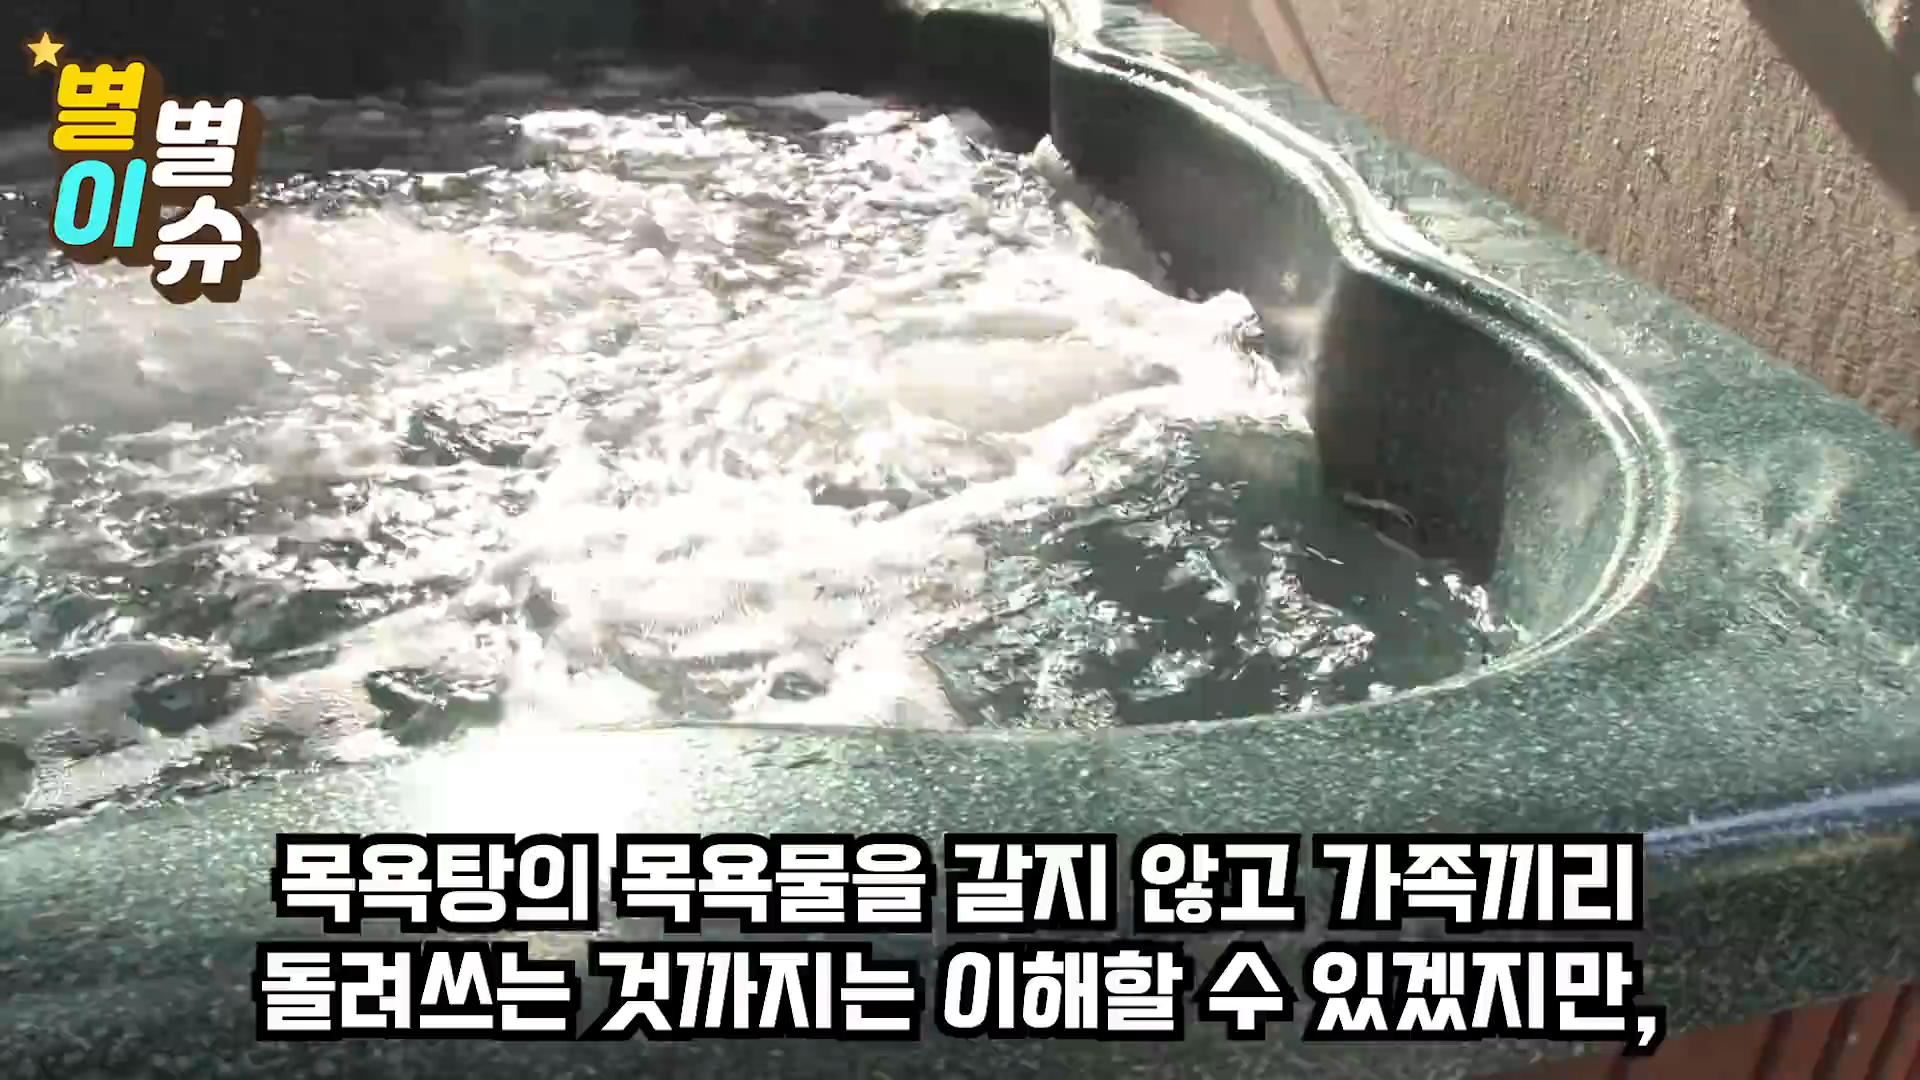 별별
이슈
목욕탕의 목욕물을 갈지 않고 가족끼리
돌려쓰는 것까지는 이해할 수 있겠지만,